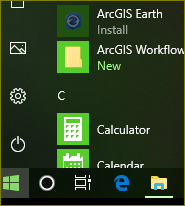 ArcGIS Earth
Install
ArcGIS Workflow
New
C
Calculator
Calendar